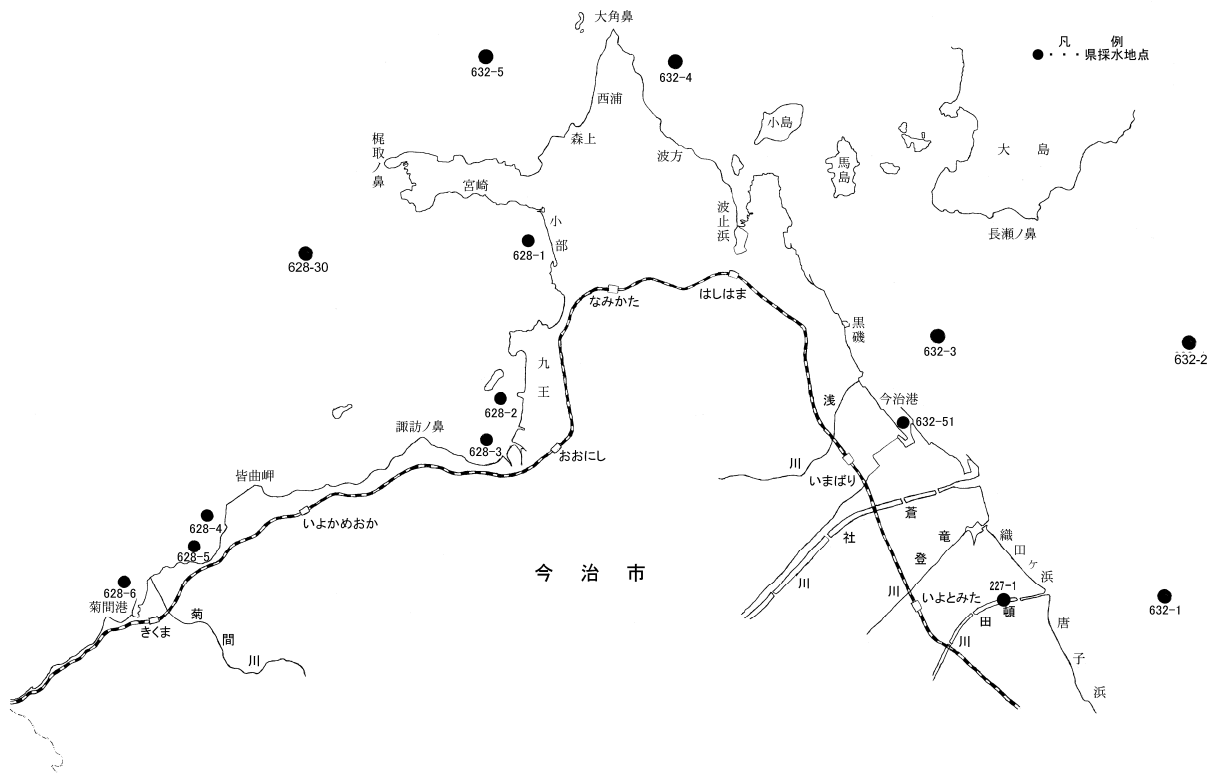 大角鼻
凡　例
●・・・県採水地点
632-5
632-4
西浦
小島
森上
梶取ノ鼻
波方
馬島
大　島
宮崎
波止浜
小部
長瀬ノ鼻
628-1
628-30
なみかた
はしはま
黒磯
632-3
632-2
九王
628-2
浅川
今治港
632-51
諏訪ノ鼻
628-3
おおにし
いまばり
皆曲岬
628-4
いよかめおか
蒼社川
628-5
竜登川
織田ヶ浜
今　治　市
628-6
227-1
菊間港
いよとみた
頓田川
632-1
きくま
菊間川
唐子浜